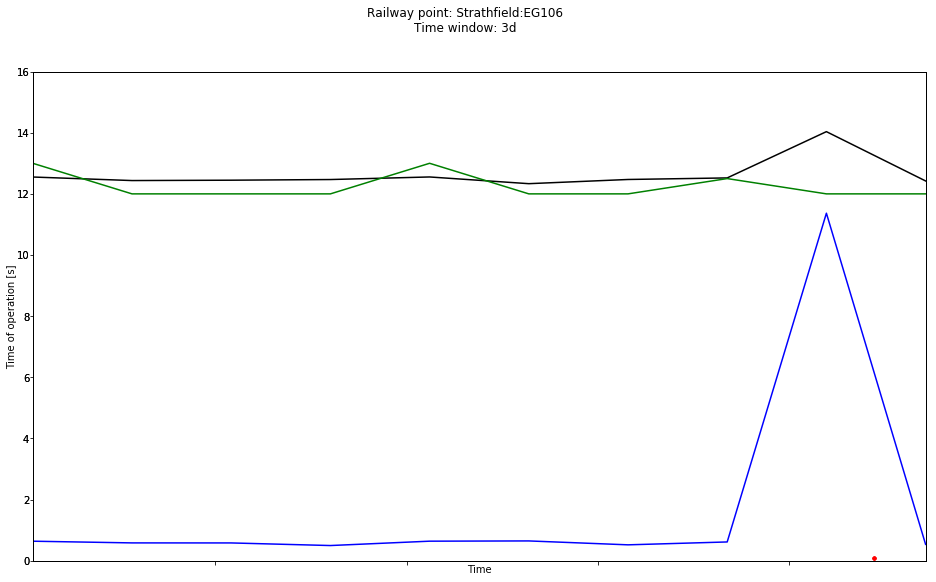 Railway point: Strathfield:EG106
Time window: 3d
16
14
12
10
8
6
4
2
0
Time of operation [s]
Time